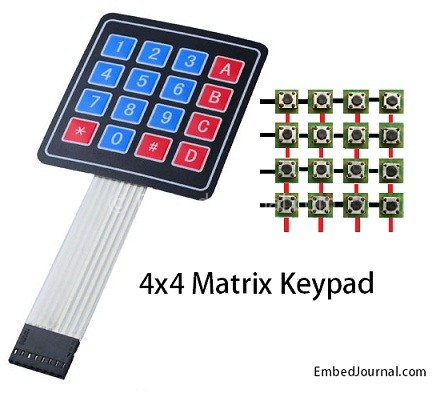 1 2 3 A
4 5 6 B
7 8 9 C
* 0 # D
4x4 Matrix Keypad
EmbedJournal.com